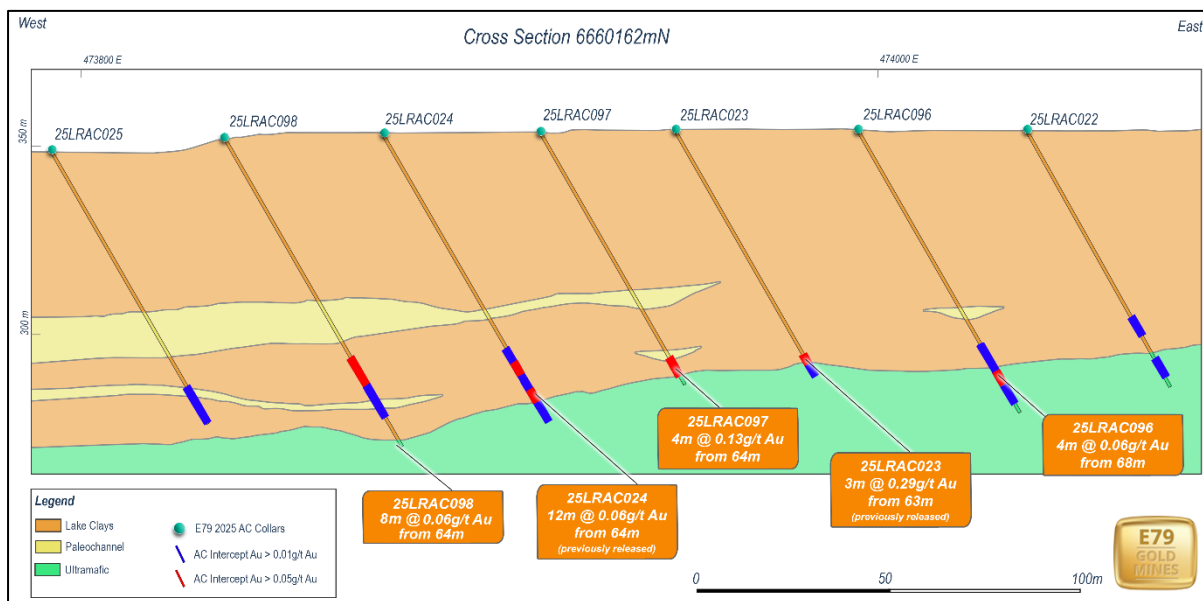 West
Cross Section 6660162mN
East
473800 E
474000 E
350 m
300 m
25LRAC025
25LRAC098
25LRAC024
25LRAC097
25LRAC023
25LRAC096
25LRAC022
25LRAC097
4m @ 0.13g/t Au
from 64m
25LRAC096
4m @ 0.06g/t Au
from 68m
25LRAC023
3m @ 0.29g/t Au
from 63m
(previously released)
25LRAC098
8m @ 0.06g/t Au
from 64m
25LRAC024
12m @ 0.06g/t Au
from 64m
(previously released)
Legend
Lake Clays
Paleochannel
Ultramafic
E79 2025 AC Collars
AC Intercept Au > 0.01g/t Au
AC Intercept Au > 0.05g/t Au
0
50
100m
E79
GOLD
MINES